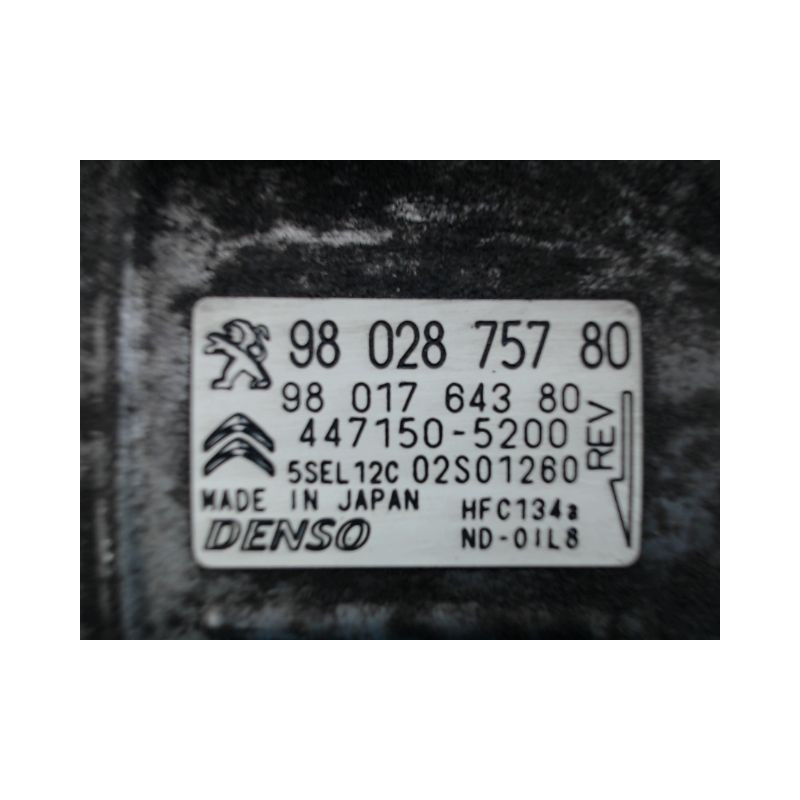 98 028 757 80
98 017 643 80
447150-5200
5SEL12C 02S01260
REV
MADE IN JAPAN
HFC134a
DENSO
ND-OIL8